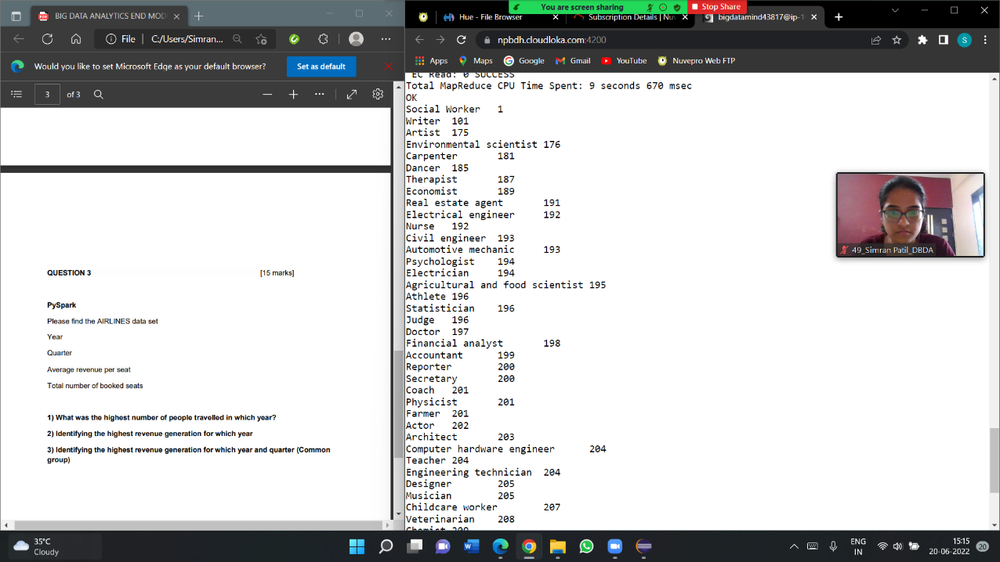 You are screen sharing
Stop Share
BIG DATA ANALYTICS END MOD
Hue - File Browser
Subscription Details | Nuv
bigdatamind43817@ip-1
File
C:/Users/Simran...
npbdh.cloudloka.com:4200
S
Would you like to set Microsoft Edge as your default browser?
Set as default
Apps
Maps
Google
Gmail
YouTube
Nuvepro Web FTP
3
of 3
QUESTION 3
[15 marks]
PySpark
Please find the AIRLINES data set
Year
Quarter
Average revenue per seat
Total number of booked seats
1) What was the highest number of people travelled in which year?
2) Identifying the highest revenue generation for which year
3) Identifying the highest revenue generation for which year and quarter (Common
group)
EC Read: 0 SUCCESS
Total MapReduce CPU Time Spent: 9 seconds 670 msec
OK
Social Worker 1
Writer 101
Artist 175
Environmental scientist 176
Carpenter 181
Dancer 185
Therapist 187
Economist 189
Real estate agent 191
Electrical engineer 192
Nurse 192
Civil engineer 193
Automotive mechanic 193
Psychologist 194
Electrician 194
Agricultural and food scientist 195
Athlete 196
Statistician 196
Judge 196
Doctor 197
Financial analyst 198
Accountant 199
Reporter 200
Secretary 200
Coach 201
Physicist 201
Farmer 201
Actor 202
Architect 203
Computer hardware engineer 204
Teacher 204
Engineering technician 204
Designer 205
Musician 205
Childcare worker 207
Veterinarian 208
Chemist 209
49_Simran Patil_DBDA
35°C
Cloudy
ENG
IN
15:15
20-06-2022
20